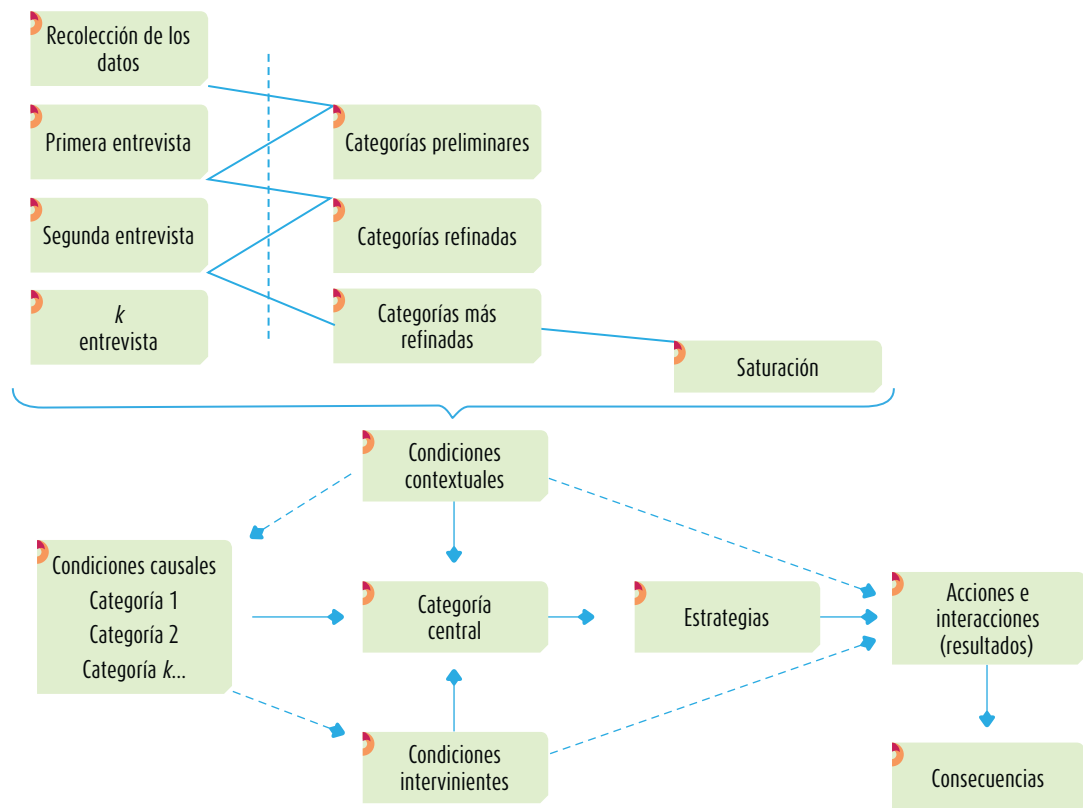 Recolección de los
datos
Primera entrevista
Categorías preliminares
Segunda entrevista
Categorías refinadas
k
entrevista
Categorías más
refinadas
Saturación
Condiciones
contextuales
Condiciones causales
Categoría 1
Categoría 2
Categoría k...
Categoría
central
Estrategias
Acciones e
interacciones
(resultados)
Condiciones
intervinientes
Consecuencias